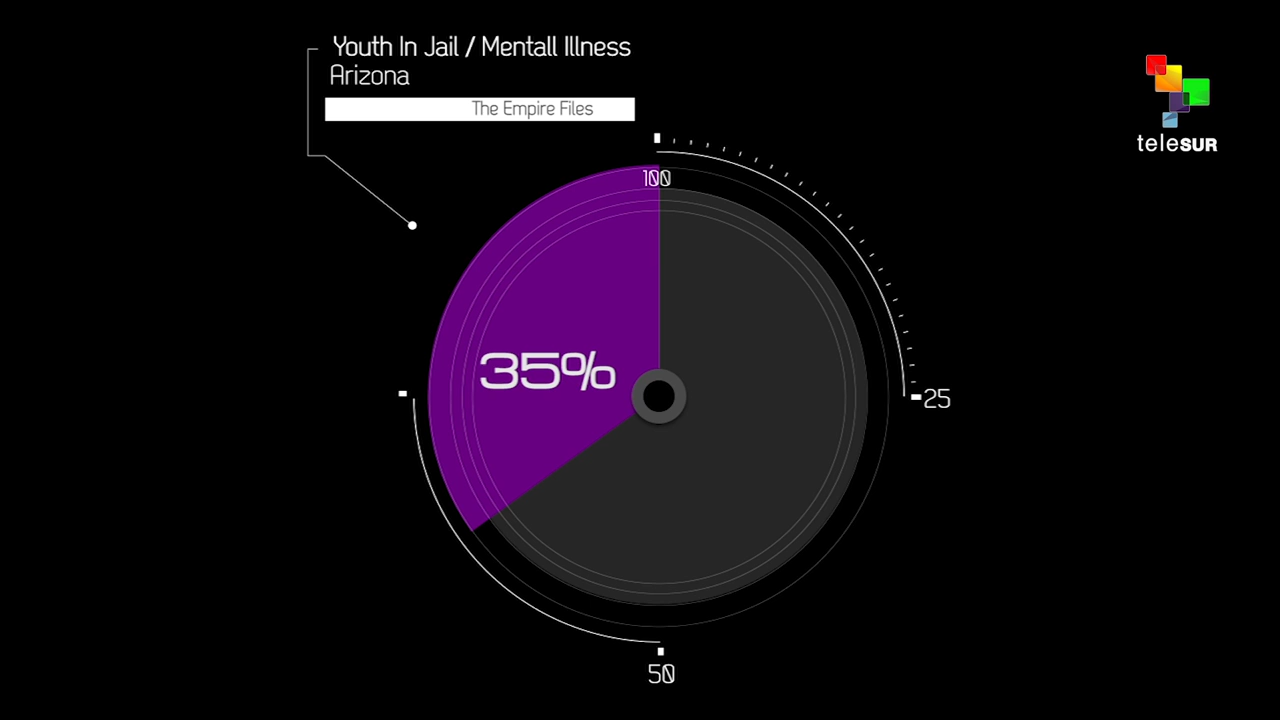 Youth In Jail / Mentall Illness
Arizona
The Empire Files
teleSUR
100
35%
25
50